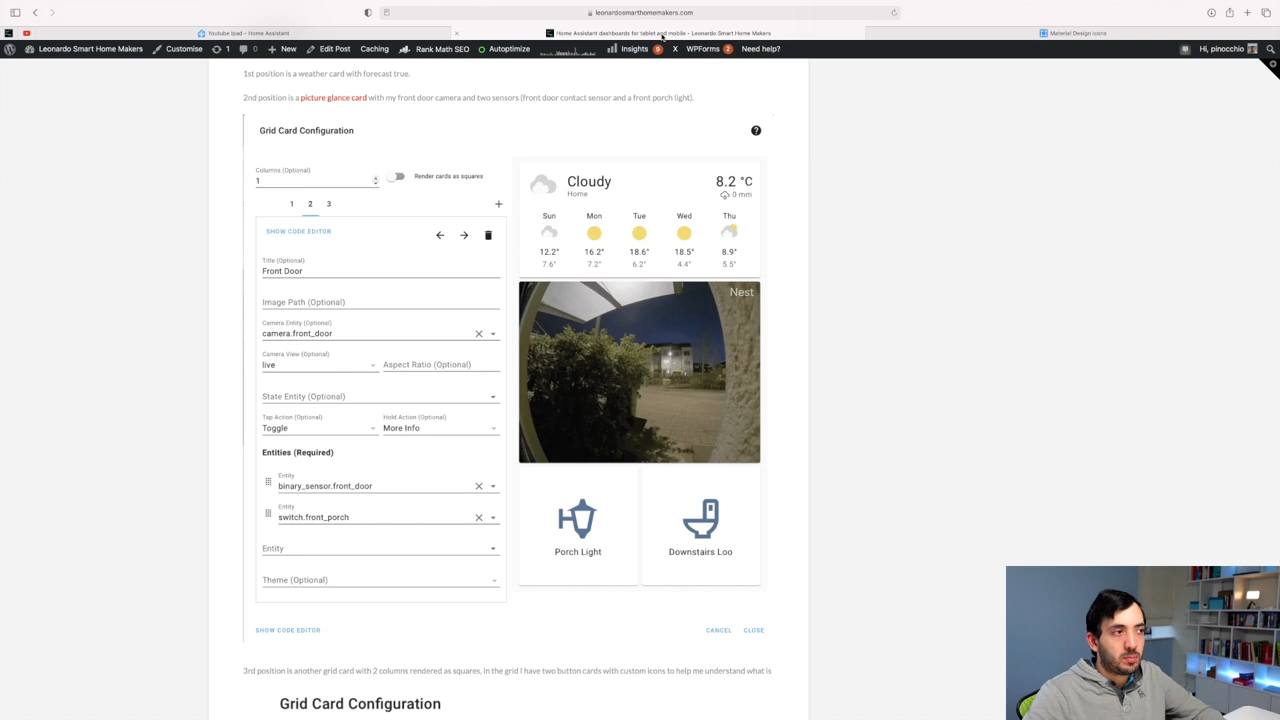 leonardosmarthomemakers.com
Youtube Ipad – Home Assistant
Home Assistant dashboards for tablet and mobile - Leonardo Smart Home Makers
Material Design Icons
Leonardo Smart Home Makers
Customise
1
0
New
Edit Post
Caching
Rank Math SEO
Autoptimize
Insights
9
X
WPForms
2
Need help?
Hi, pinocchio
1st position is a weather card with forecast true.
2nd position is a picture glance card with my front door camera and two sensors (front door contact sensor and a front porch light).
Grid Card Configuration
Columns (Optional)
1
Render cards as squares
1 2 3 +
SHOW CODE EDITOR
Title (Optional)
Front Door
Image Path (Optional)
Camera Entity (Optional)
camera.front_door
Camera View (Optional)
live
Aspect Ratio (Optional)
State Entity (Optional)
Tap Action (Optional)
Toggle
Hold Action (Optional)
More Info
Entities (Required)
Entity
binary_sensor.front_door
Entity
switch.front_porch
Entity
Theme (Optional)
SHOW CODE EDITOR
Cloudy
Home
8.2 °C
0 mm
Sun Mon Tue Wed Thu
12.2° 16.2° 18.6° 18.5° 8.9°
7.6° 7.2° 6.2° 4.4° 5.5°
Nest
Porch Light
Downstairs Loo
CANCEL CLOSE
3rd position is another grid card with 2 columns rendered as squares, In the grid I have two button cards with custom icons to help me understand what is
Grid Card Configuration